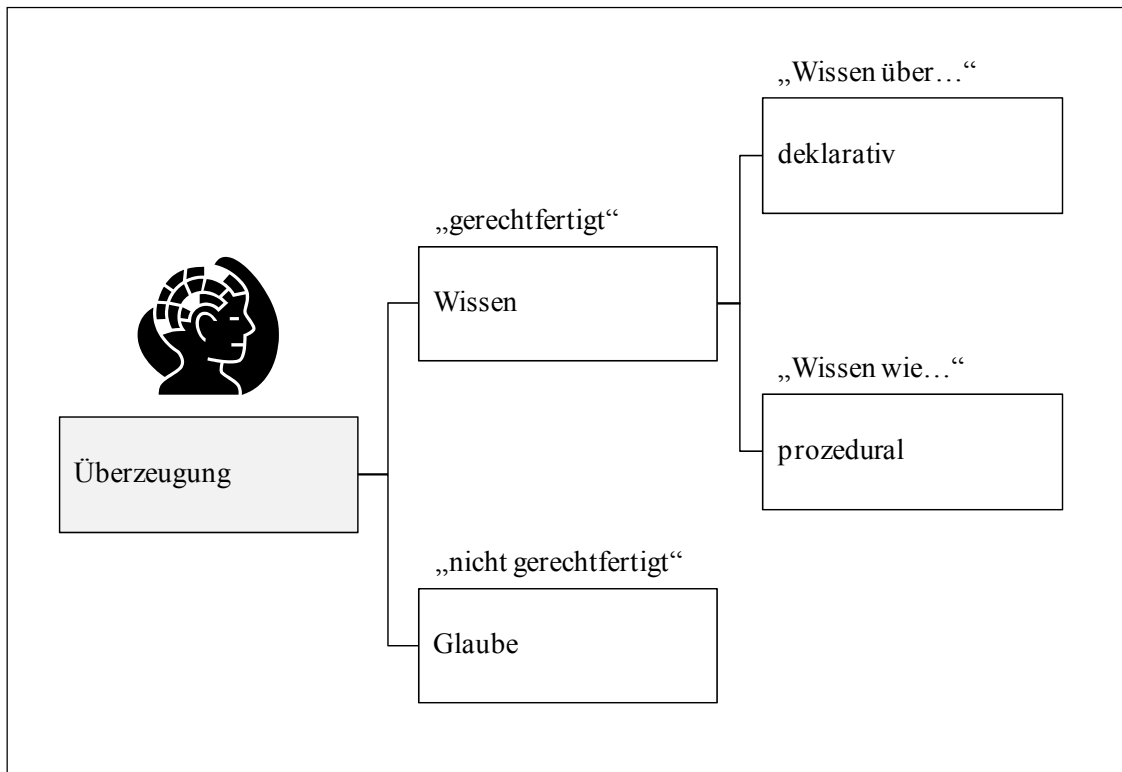 „Wissen über…“
deklarativ
„gerechtfertigt“
Wissen
„Wissen wie…“
prozedural
Überzeugung
„nicht gerechtfertigt“
Glaube